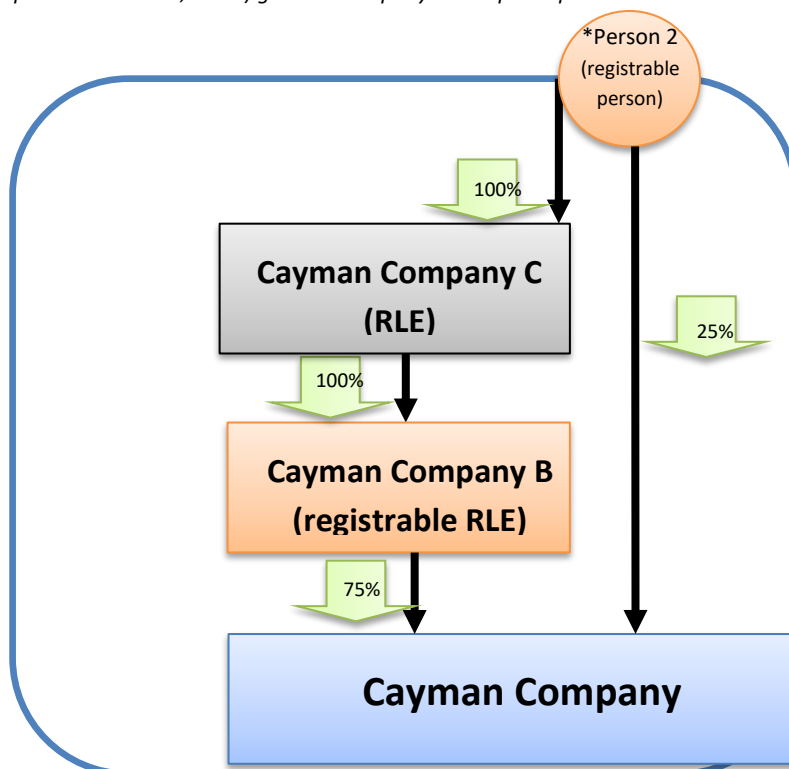 *Person 2
(registrable
person)
100%
Cayman Company C
(RLE)
25%
100%
Cayman Company B
(registrable RLE)
75%
Cayman Company